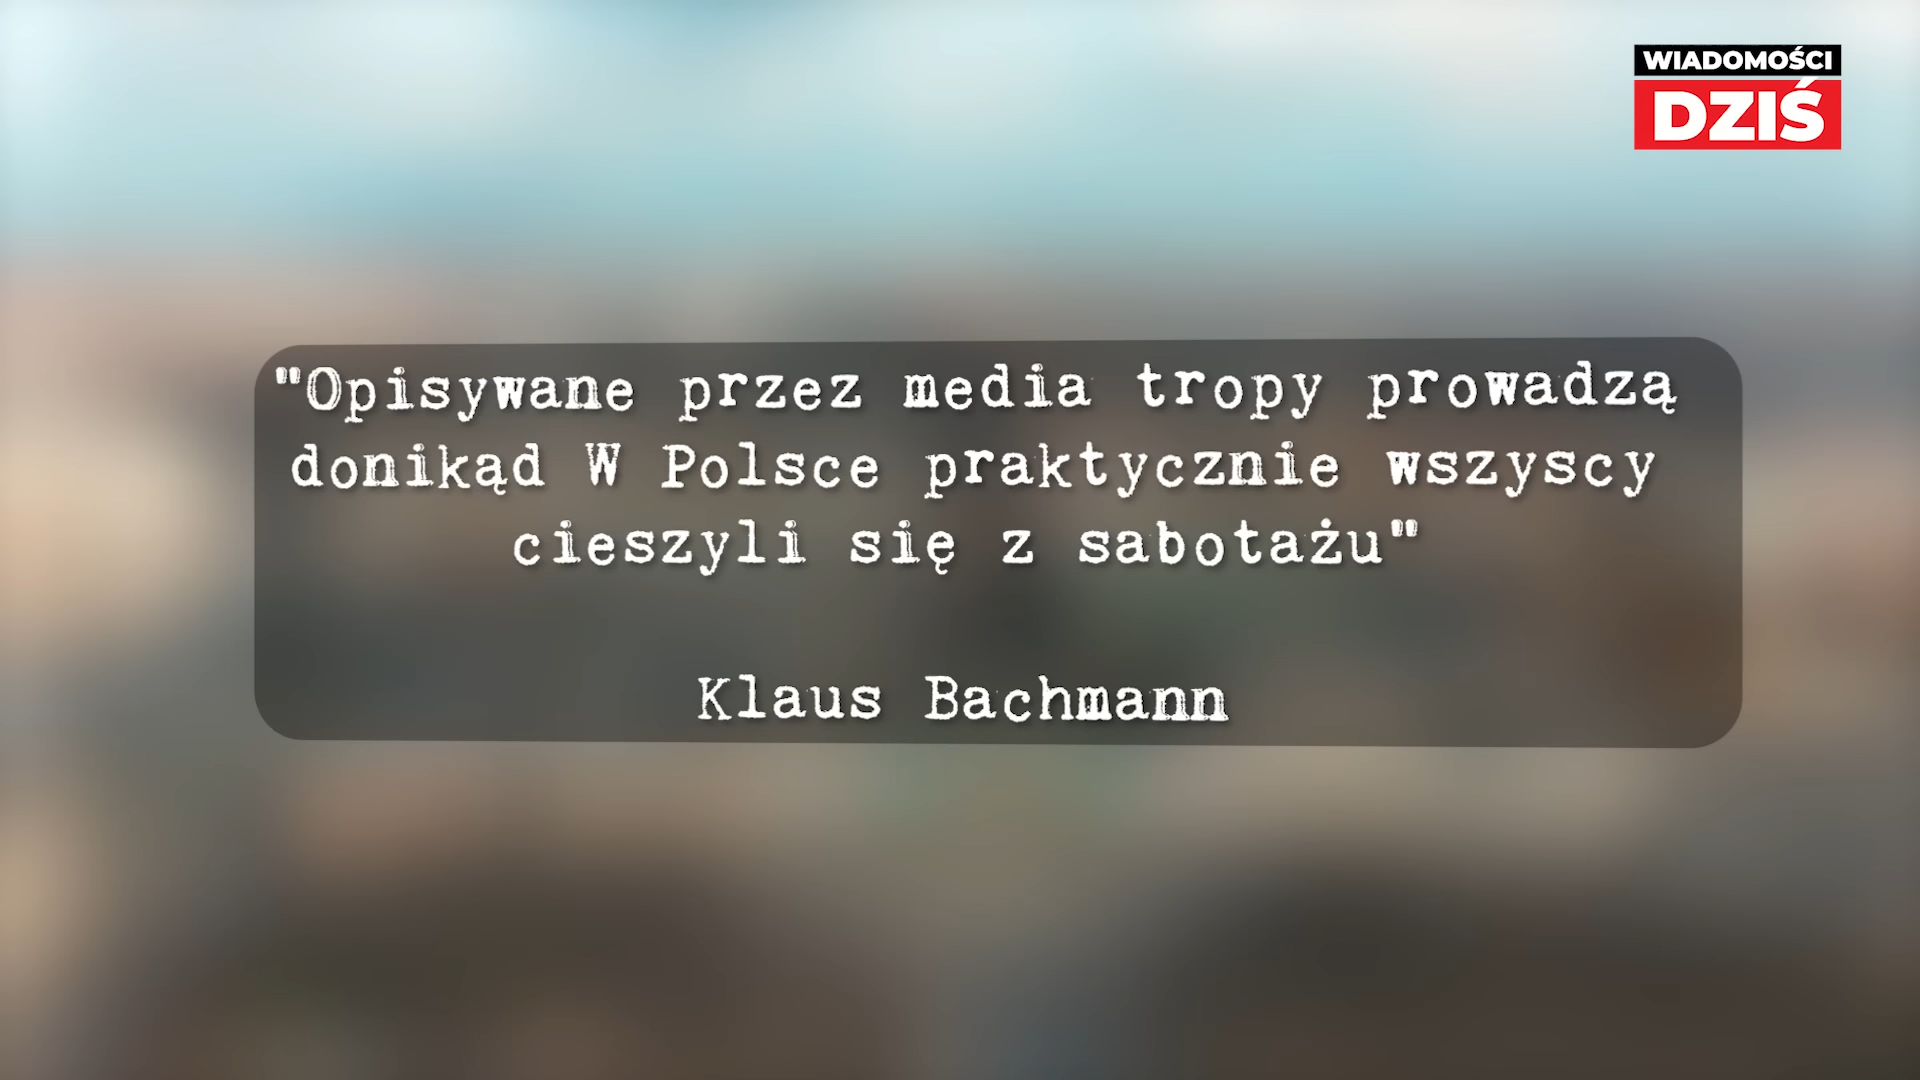 WIADOMOŚCI
DZIŚ
"Opisywane przez media tropy prowadzą
donikąd W Polsce praktycznie wszyscy
cieszyli się z sabotażu"
Klaus Bachmann